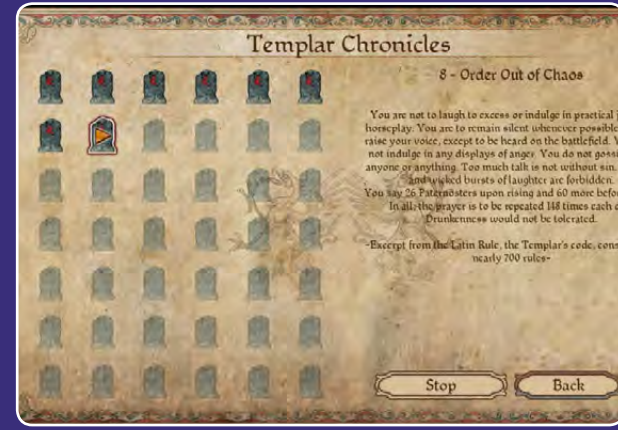 Templar Chronicles
8 - Order Out of Chaos
You are not to laugh to excess or indulge in practical
horseplay. You are to remain silent whenever possible
raise your voice, except to be heard on the battlefield.
not indulge in any displays of anger. You do not
anyone or anything. Too much talk is not without sin.
and wicked bursts of laughter are forbidden.
You say 26 Paternosters upon rising and 60 more
In all, the prayer is to be repeated 148 times each
Drunkenness would not be tolerated.
-Excerpt from the Latin Rule, the Templar's code,
nearly 700 rules-
Stop
Back